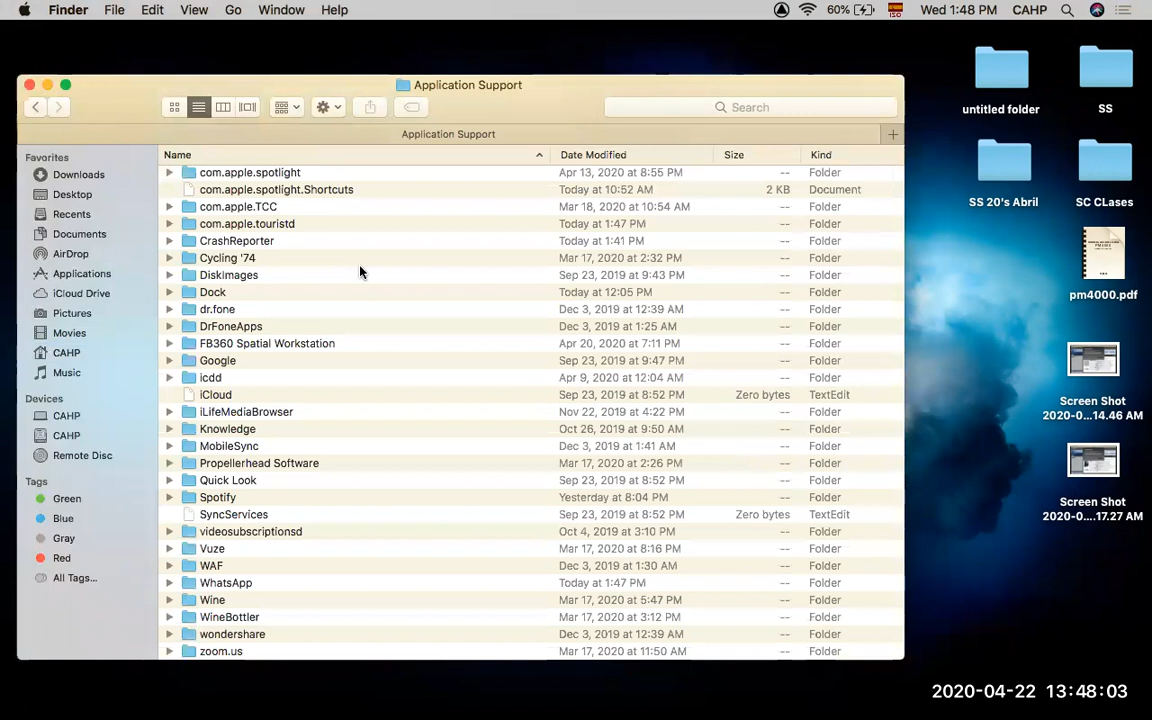 Finder File Edit View Go Window Help 60% ISO Wed 1:48 PM CAHP
Application Support
Search
Application Support
Name Date Modified Size Kind
com.apple.spotlight Apr 13, 2020 at 8:55 PM -- Folder
com.apple.spotlight.Shortcuts Today at 10:52 AM 2 KB Document
com.apple.TCC Mar 18, 2020 at 10:54 AM -- Folder
com.apple.touristd Today at 1:47 PM -- Folder
CrashReporter Today at 1:41 PM -- Folder
Cycling '74 Mar 17, 2020 at 2:32 PM -- Folder
DiskImages Sep 23, 2019 at 9:43 PM -- Folder
Dock Today at 12:05 PM -- Folder
dr.fone Dec 3, 2019 at 12:39 AM -- Folder
DrFoneApps Dec 3, 2019 at 1:25 AM -- Folder
FB360 Spatial Workstation Apr 20, 2020 at 7:11 PM -- Folder
Google Sep 23, 2019 at 9:47 PM -- Folder
icdd Apr 9, 2020 at 12:04 AM -- Folder
iCloud Sep 23, 2019 at 8:52 PM Zero bytes TextEdit
iLifeMediaBrowser Nov 22, 2019 at 4:22 PM -- Folder
Knowledge Oct 26, 2019 at 9:50 AM -- Folder
MobileSync Dec 3, 2019 at 1:41 AM -- Folder
Propellerhead Software Mar 17, 2020 at 2:26 PM -- Folder
Quick Look Sep 23, 2019 at 8:52 PM -- Folder
Spotify Yesterday at 8:04 PM -- Folder
SyncServices Sep 23, 2019 at 8:52 PM Zero bytes TextEdit
videosubscriptionsd Oct 4, 2019 at 3:10 PM -- Folder
Vuze Mar 17, 2020 at 8:16 PM -- Folder
WAF Dec 3, 2019 at 1:30 AM -- Folder
WhatsApp Today at 1:47 PM -- Folder
Wine Mar 17, 2020 at 5:47 PM -- Folder
WineBottler Mar 17, 2020 at 3:12 PM -- Folder
wondershare Dec 3, 2019 at 12:39 AM -- Folder
zoom.us Mar 17, 2020 at 11:50 AM -- Folder
Favorites
Downloads
Desktop
Recents
Documents
AirDrop
Applications
iCloud Drive
Pictures
Movies
CAHP
Music
Devices
CAHP
CAHP
Remote Disc
Tags
Green
Blue
Gray
Red
All Tags...
untitled folder
SS
SS 20's Abril
SC CLases
pm4000.pdf
Screen Shot
2020-0...14.46 AM
Screen Shot
2020-0....17.27 AM
2020-04-22 13:48:03